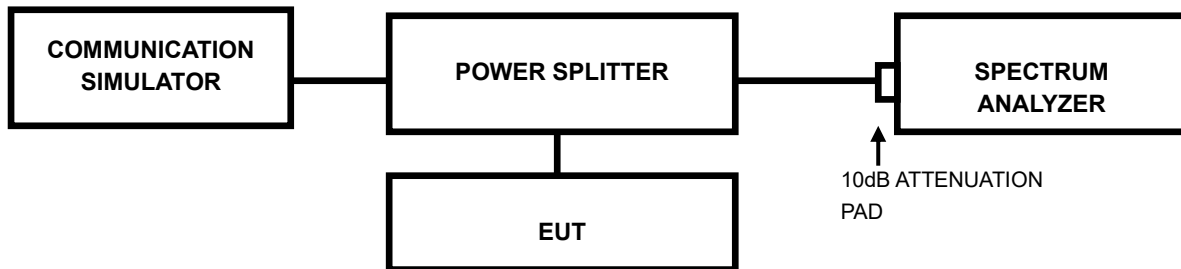 COMMUNICATION
SIMULATOR
POWER SPLITTER
SPECTRUM
ANALYZER
10dB ATTENUATION
PAD
EUT